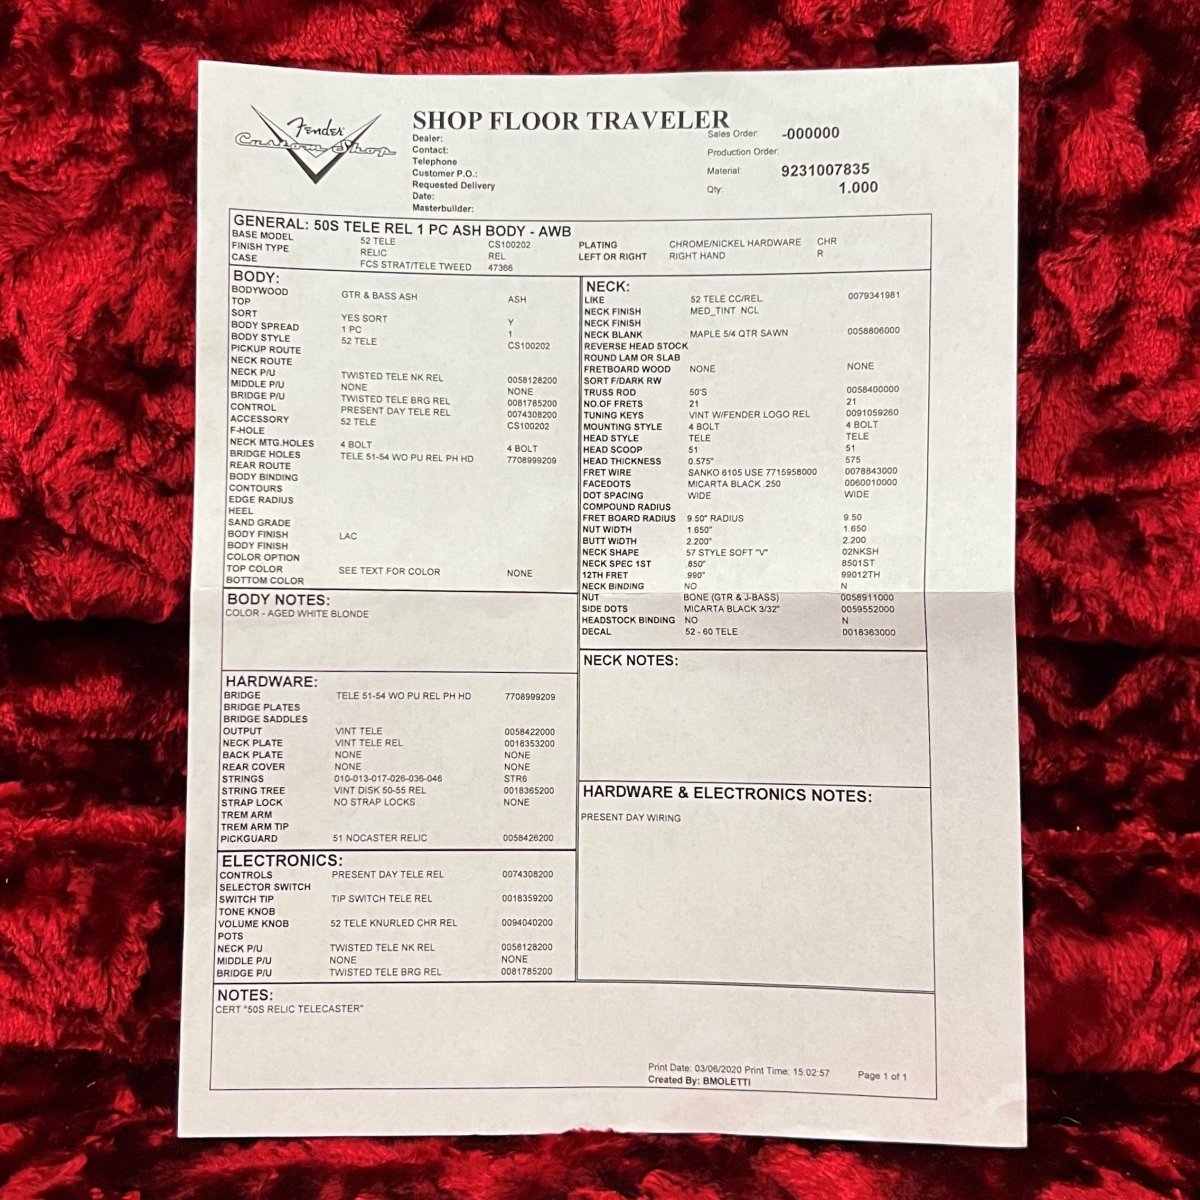 Fender
Custom Shop
SHOP FLOOR TRAVELER
Dealer:
Contact:
Telephone
Customer P.O.:
Requested Delivery
Date:
Masterbuilder:
Sales Order: -000000
Production Order:
Material: 9231007835
Qty: 1.000
GENERAL: 50S TELE REL 1 PC ASH BODY - AWB
BASE MODEL 52 TELE CS100202 PLATING CHROME/NICKEL HARDWARE CHR
FINISH TYPE RELIC REL LEFT OR RIGHT RIGHT HAND R
CASE FCS STRAT/TELE TWEED 47366
BODY:
BODYWOOD GTR & BASS ASH ASH
TOP
SORT YES SORT Y
BODY SPREAD 1 PC 1
BODY STYLE 52 TELE CS100202
PICKUP ROUTE
NECK ROUTE
NECK P/U TWISTED TELE NK REL 0058128200
MIDDLE P/U NONE NONE
BRIDGE P/U TWISTED TELE BRG REL 0081785200
CONTROL PRESENT DAY TELE REL 0074308200
ACCESSORY 52 TELE CS100202
F-HOLE
NECK MTG.HOLES 4 BOLT 4 BOLT
BRIDGE HOLES TELE 51-54 WO PU REL PH HD 7708999209
REAR ROUTE
BODY BINDING
CONTOURS
EDGE RADIUS
HEEL
SAND GRADE
BODY FINISH LAC
BODY FINISH
COLOR OPTION
TOP COLOR SEE TEXT FOR COLOR NONE
BOTTOM COLOR
BODY NOTES:
COLOR - AGED WHITE BLONDE
HARDWARE:
BRIDGE TELE 51-54 WO PU REL PH HD 7708999209
BRIDGE PLATES
BRIDGE SADDLES
OUTPUT VINT TELE 0058422000
NECK PLATE VINT TELE REL 0018353200
BACK PLATE NONE NONE
REAR COVER NONE NONE
STRINGS 010-013-017-026-036-046 STR6
STRING TREE VINT DISK 50-55 REL 0018365200
STRAP LOCK NO STRAP LOCKS NONE
TREM ARM
TREM ARM TIP
PICKGUARD 51 NOCASTER RELIC 0058426200
ELECTRONICS:
CONTROLS PRESENT DAY TELE REL 0074308200
SELECTOR SWITCH
SWITCH TIP TIP SWITCH TELE REL 0018359200
TONE KNOB
VOLUME KNOB 52 TELE KNURLED CHR REL 0094040200
POTS
NECK P/U TWISTED TELE NK REL 0058128200
MIDDLE P/U NONE NONE
BRIDGE P/U TWISTED TELE BRG REL 0081785200
NECK:
LIKE 52 TELE CC/REL 0079341981
NECK FINISH MED_TINT NCL
NECK FINISH
NECK BLANK MAPLE 5/4 QTR SAWN 0058806000
REVERSE HEAD STOCK
ROUND LAM OR SLAB
FRETBOARD WOOD NONE NONE
SORT F/DARK RW
TRUSS ROD 50'S 0058400000
NO.OF FRETS 21 21
TUNING KEYS VINT W/FENDER LOGO REL 0091059260
MOUNTING STYLE 4 BOLT 4 BOLT
HEAD STYLE TELE TELE
HEAD SCOOP 51 51
HEAD THICKNESS 0.575" 575
FRET WIRE SANKO 6105 USE 7715958000 0078843000
FACEDOTS MICARTA BLACK .250 0060010000
DOT SPACING WIDE WIDE
COMPOUND RADIUS
FRET BOARD RADIUS 9.50" RADIUS 9.50
NUT WIDTH 1.650" 1.650
BUTT WIDTH 2.200" 2.200
NECK SHAPE 57 STYLE SOFT "V" 02NKSH
NECK SPEC 1ST .850" 8501ST
12TH FRET .990" 99012TH
NECK BINDING NO N
NUT BONE (GTR & J-BASS) 0058911000
SIDE DOTS MICARTA BLACK 3/32" 0059552000
HEADSTOCK BINDING NO N
DECAL 52 - 60 TELE 0018363000
NECK NOTES:
HARDWARE & ELECTRONICS NOTES:
PRESENT DAY WIRING
NOTES:
CERT "50S RELIC TELECASTER"
Print Date: 03/06/2020 Print Time: 15:02:57 Page 1 of 1
Created By: BMOLETTI